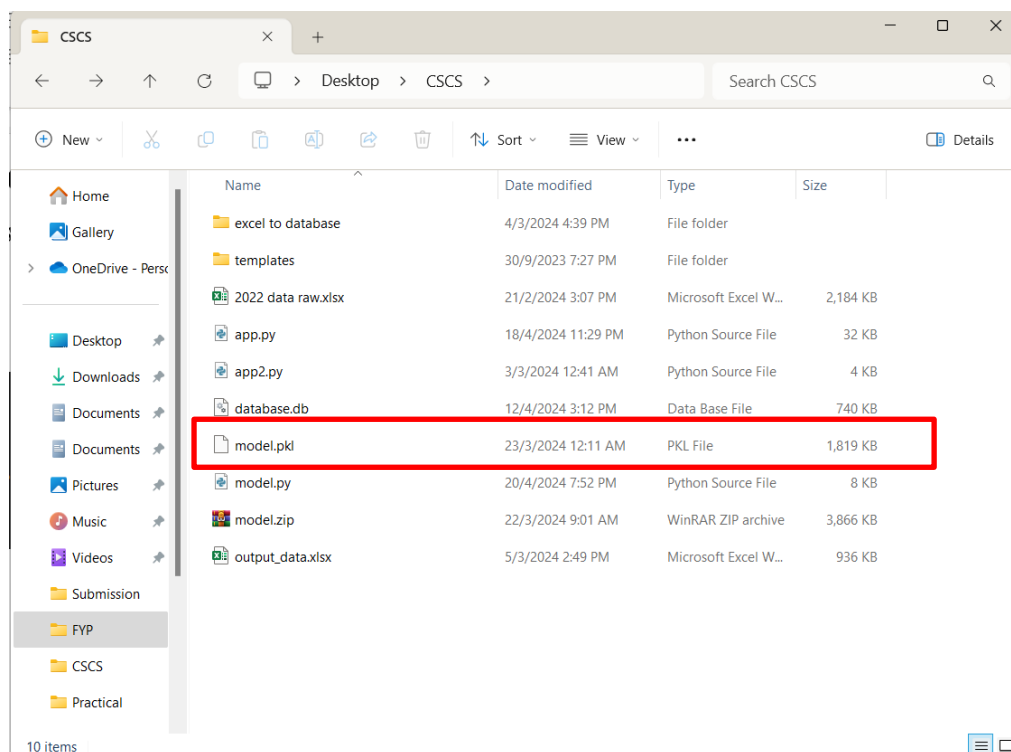 CSCS
Desktop > CSCS >
Search CSCS
New
Sort
View
Details
Name Date modified Type Size
Home
Gallery
OneDrive - Persc
Desktop
Downloads
Documents
Documents
Pictures
Music
Videos
Submission
FYP
CSCS
Practical
excel to database 4/3/2024 4:39 PM File folder
templates 30/9/2023 7:27 PM File folder
2022 data raw.xlsx 21/2/2024 3:07 PM Microsoft Excel W... 2,184 KB
app.py 18/4/2024 11:29 PM Python Source File 32 KB
app2.py 3/3/2024 12:41 AM Python Source File 4 KB
database.db 12/4/2024 3:12 PM Data Base File 740 KB
model.pkl 23/3/2024 12:11 AM PKL File 1,819 KB
model.py 20/4/2024 7:52 PM Python Source File 8 KB
model.zip 22/3/2024 9:01 AM WinRAR ZIP archive 3,866 KB
output_data.xlsx 5/3/2024 2:49 PM Microsoft Excel W... 936 KB
10 items